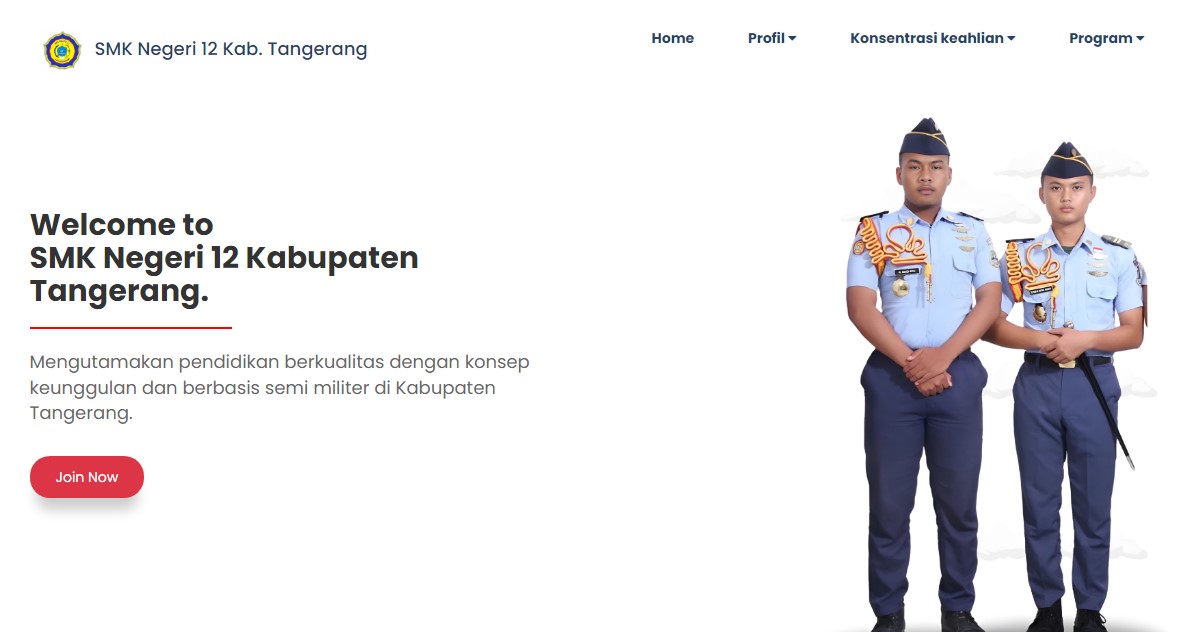 SMK Negeri 12 Kab. Tangerang
Home
Profil
Konsentrasi keahlian
Program
Welcome to
SMK Negeri 12 Kabupaten
Tangerang.
Mengutamakan pendidikan berkualitas dengan konsep
keunggulan dan berbasis semi militer di Kabupaten
Tangerang.
Join Now